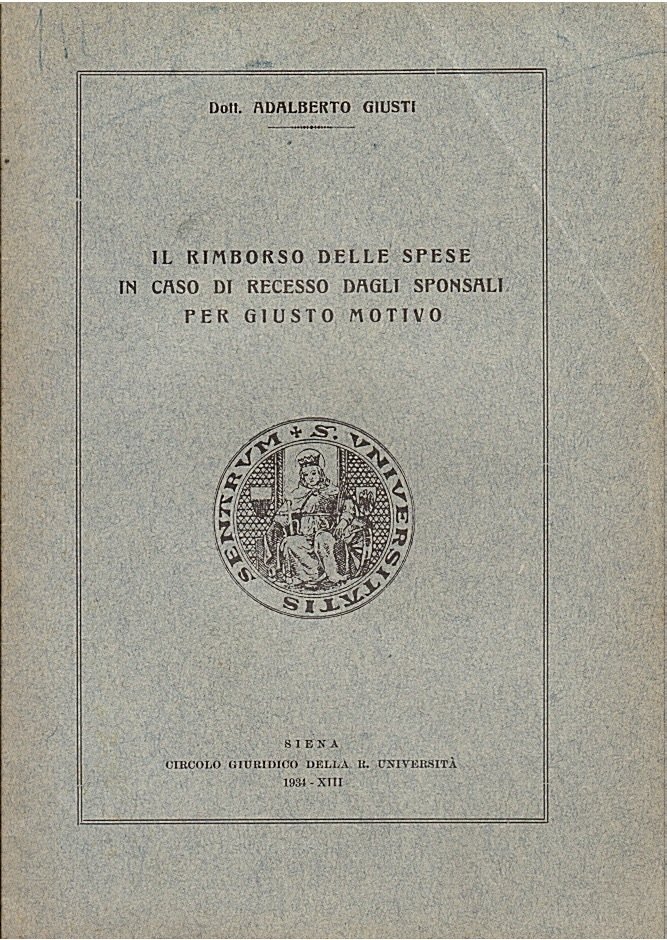 Dott. ADALBERTO GIUSTI
IL RIMBORSO DELLE SPESE
IN CASO DI RECESSO DAGLI SPONSALI
PER GIUSTO MOTIVO
✠ S. VNIVERSITATIS SENARVM
SIENA
CIRCOLO GIURIDICO DELLA R. UNIVERSITÀ
1934 - XIII